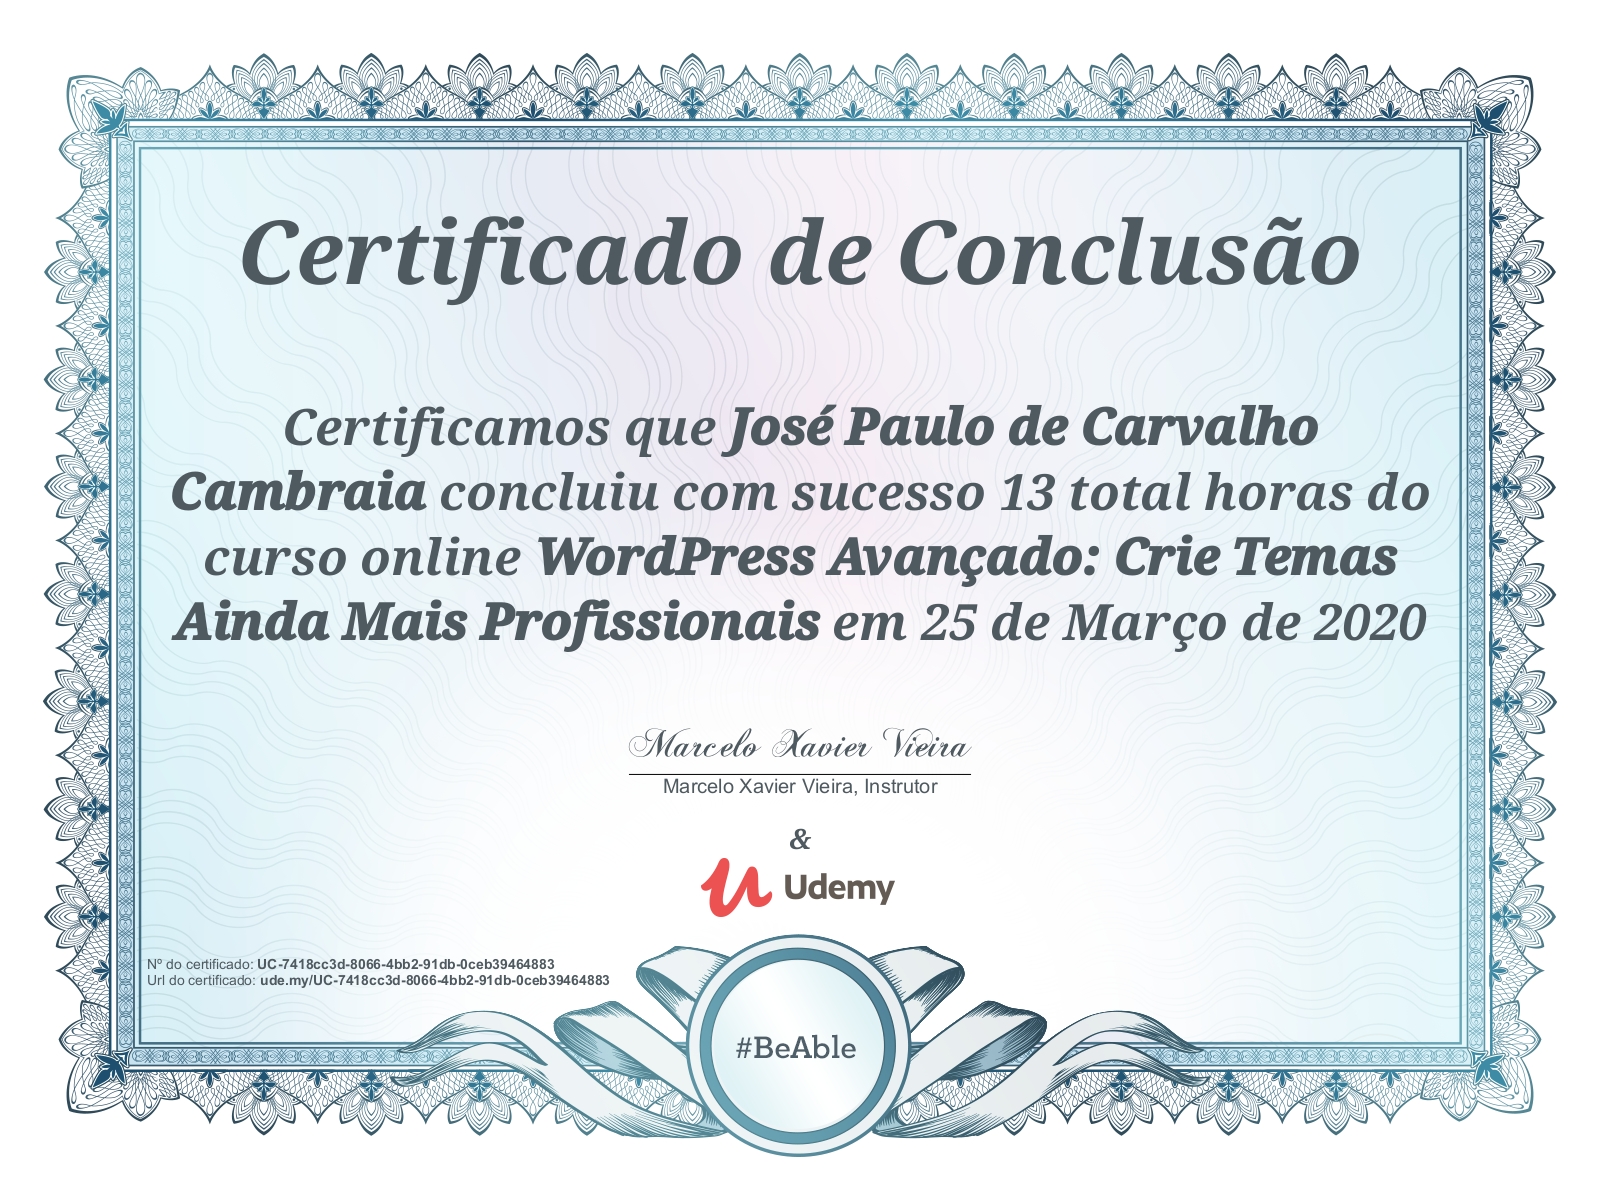 Certificado de Conclusão
Certificamos que José Paulo de Carvalho
Cambraia concluiu com sucesso 13 total horas do
curso online WordPress Avançado: Crie Temas
Ainda Mais Profissionais em 25 de Março de 2020
Marcelo Xavier Vieira
Marcelo Xavier Vieira, Instrutor
&
Udemy
Nº do certificado: UC-7418cc3d-8066-4bb2-91db-0ceb39464883
Url do certificado: ude.my/UC-7418cc3d-8066-4bb2-91db-0ceb39464883
#BeAble